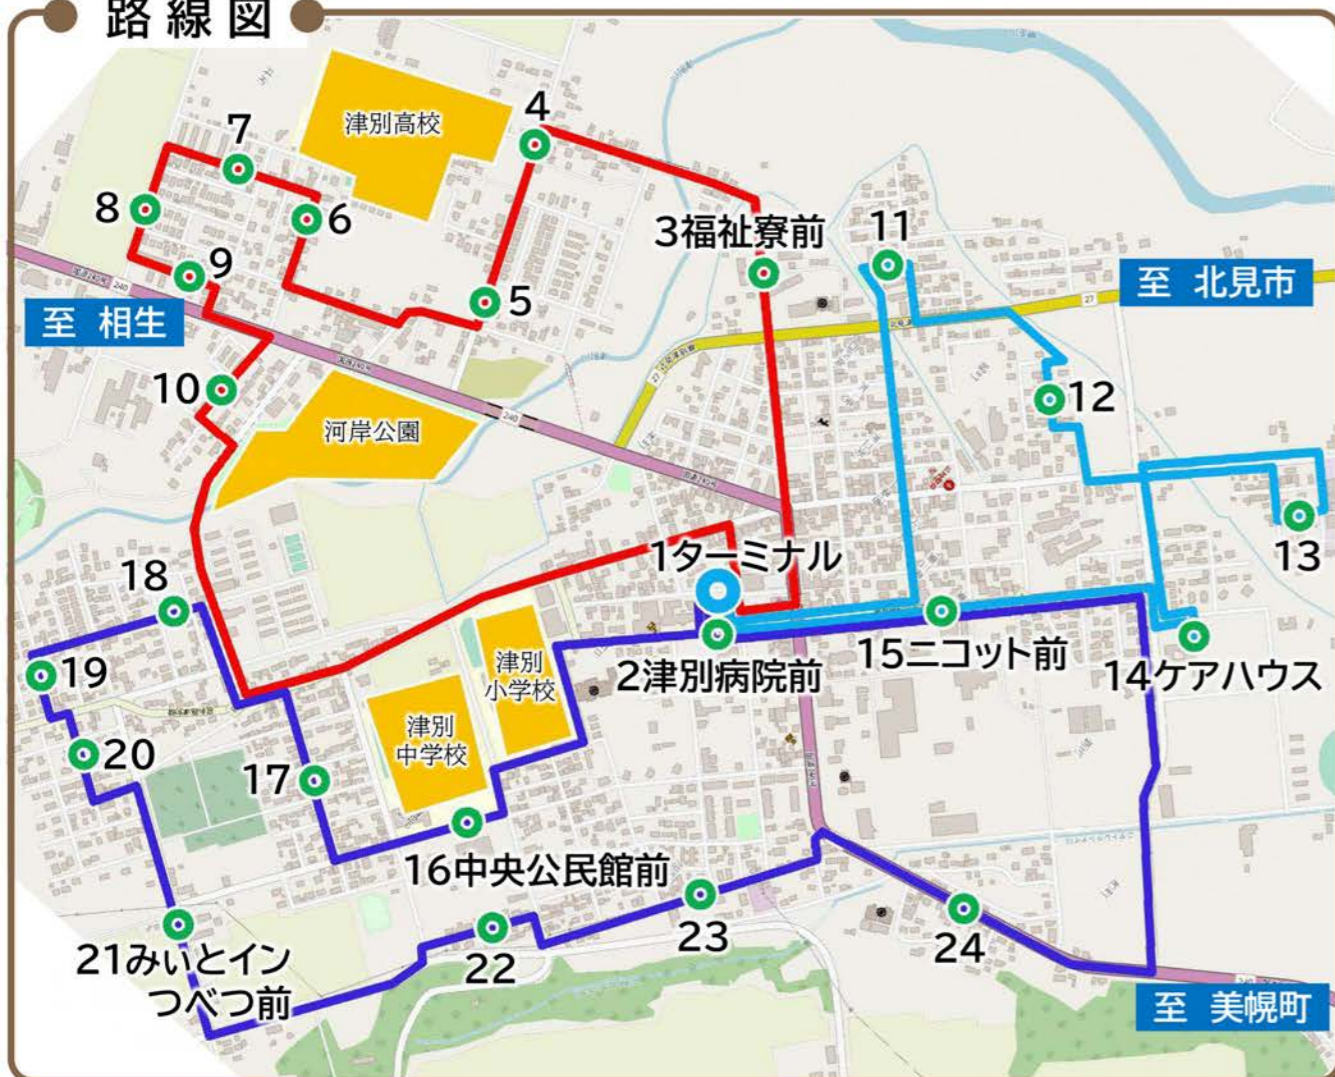 路線図
4
津別高校
7
8
6
3福祉寮前
11
9
5
至 北見市
27
240
至 相生
10
12
河岸公園
27
240
13
1ターミナル
18
津別
小学校
2津別病院前
15ニコット前
14ケアハウス
19
津別
中学校
20
17
16中央公民館前
21みぃとイン
つべつ前
22
23
24
至 美幌町